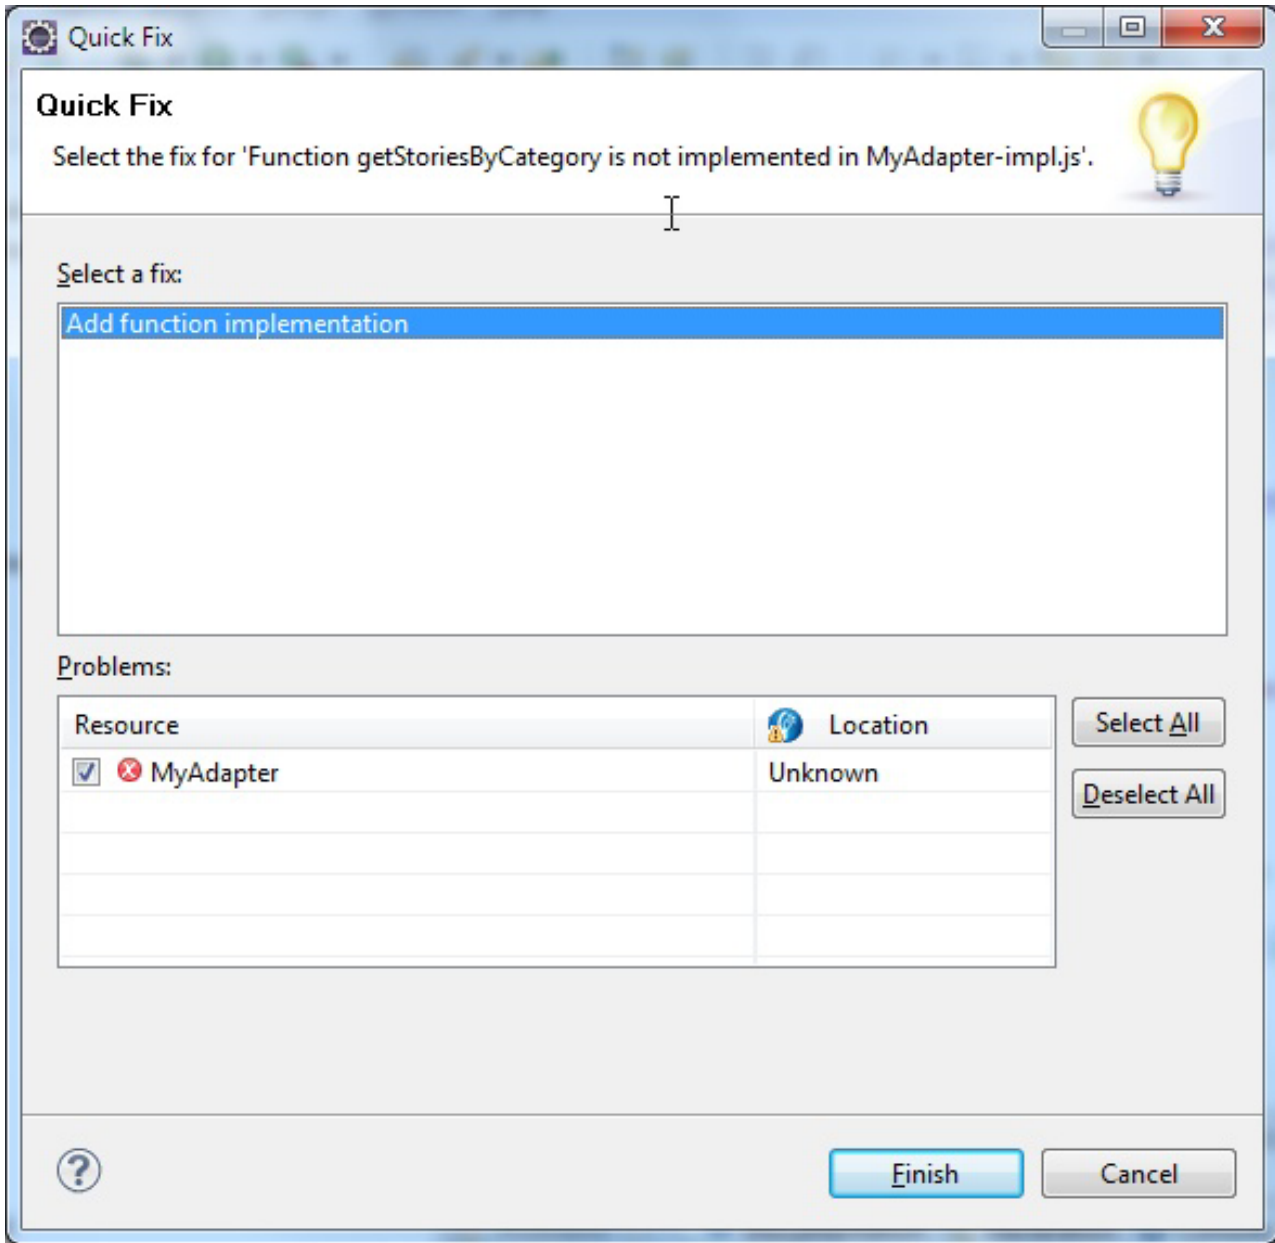 Quick Fix
Quick Fix
Select the fix for 'Function getStoriesByCategory is not implemented in MyAdapter-impl.js'.
Select a fix:
Add function implementation
Problems:
Resource Location
Select All
MyAdapter Unknown
Deselect All
Finish Cancel